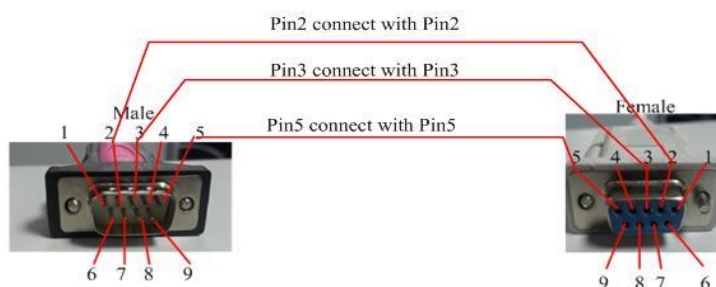 Pin2 connect with Pin2
Pin3 connect with Pin3
Male
Female
1 2 3 4 5
Pin5 connect with Pin5
5 4 3 2 1
6 7 8 9
9 8 7 6